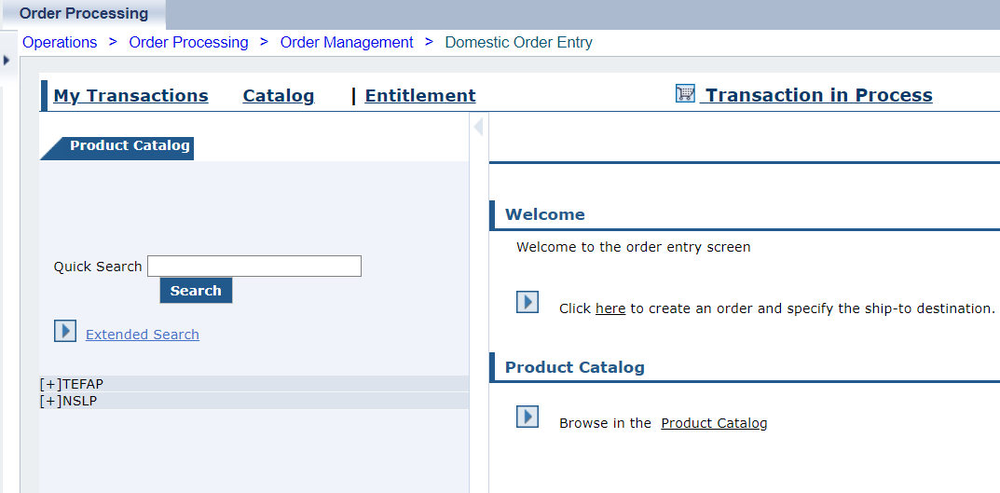 Order Processing
Operations > Order Processing > Order Management > Domestic Order Entry
My Transactions Catalog | Entitlement Transaction in Process
Product Catalog
Quick Search
Search
Extended Search
[+]TEFAP
[+]NSLP
Welcome
Welcome to the order entry screen
Click here to create an order and specify the ship-to destination.
Product Catalog
Browse in the Product Catalog